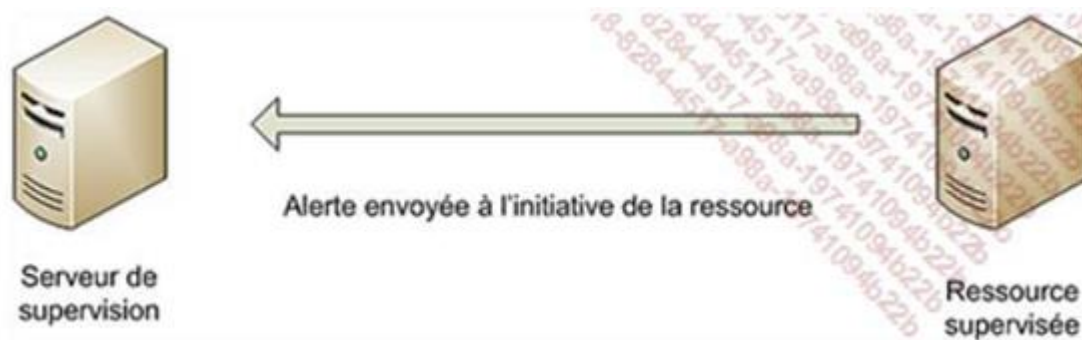 Alerte envoyée à l'initiative de la ressource
Serveur de
supervision
Ressource
supervisée